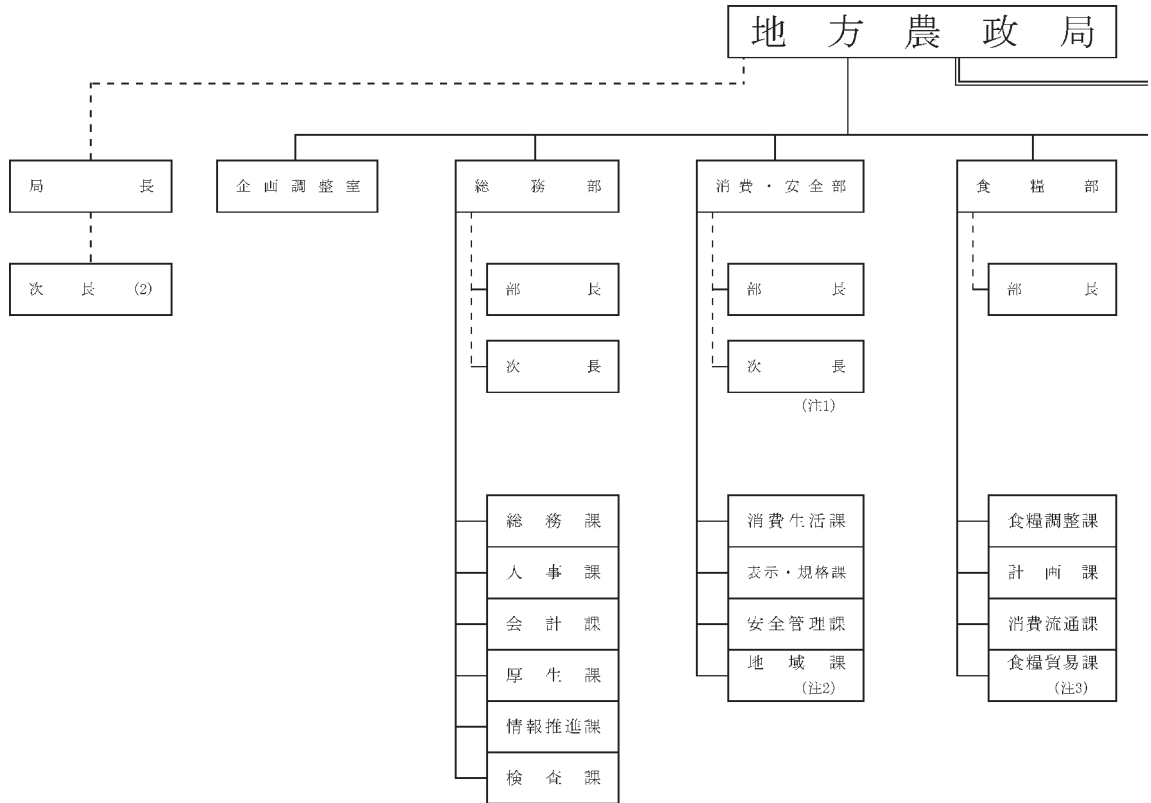 地方農政局
局長
企画調整室
総務部
消費・安全部
食糧部
次長(2)
部長
部長
部長
次長
次長
(注1)
総務課
消費生活課
食糧調整課
人事課
表示・規格課
計画課
会計課
安全管理課
消費流通課
厚生課
地域課
(注2)
食糧貿易課
(注3)
情報推進課
検査課